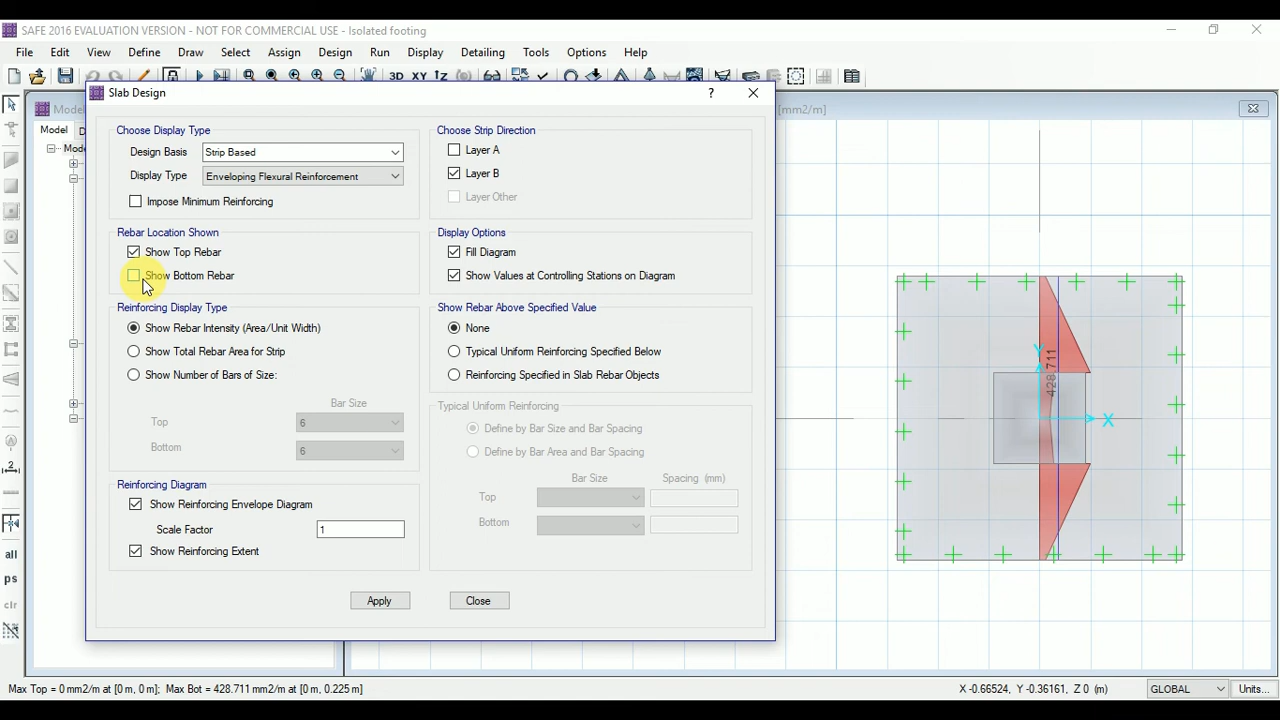 SAFE 2016 EVALUATION VERSION - NOT FOR COMMERCIAL USE - Isolated footing
File Edit View Define Draw Select Assign Design Run Display Detailing Tools Options Help
3D XY
Slab Design
?
[mm2/m]
Model
Choose Display Type
Design Basis Strip Based
Display Type Enveloping Flexural Reinforcement
Impose Minimum Reinforcing
Choose Strip Direction
Layer A
Layer B
Layer Other
Rebar Location Shown
Show Top Rebar
Show Bottom Rebar
Display Options
Fill Diagram
Show Values at Controlling Stations on Diagram
Reinforcing Display Type
Show Rebar Intensity (Area/Unit Width)
Show Total Rebar Area for Strip
Show Number of Bars of Size:
Bar Size
Top 6
Bottom 6
Show Rebar Above Specified Value
None
Typical Uniform Reinforcing Specified Below
Reinforcing Specified in Slab Rebar Objects
Typical Uniform Reinforcing
Define by Bar Size and Bar Spacing
Define by Bar Area and Bar Spacing
Bar Size Spacing (mm)
Top
Bottom
Reinforcing Diagram
Show Reinforcing Envelope Diagram
Scale Factor 1
Show Reinforcing Extent
Apply Close
all
ps
clr
Y
428.711
X
Max Top = 0 mm2/m at [0 m, 0 m]; Max Bot = 428.711 mm2/m at [0 m, 0.225 m]
X -0.66524, Y -0.36161, Z 0 (m)
GLOBAL
Units...